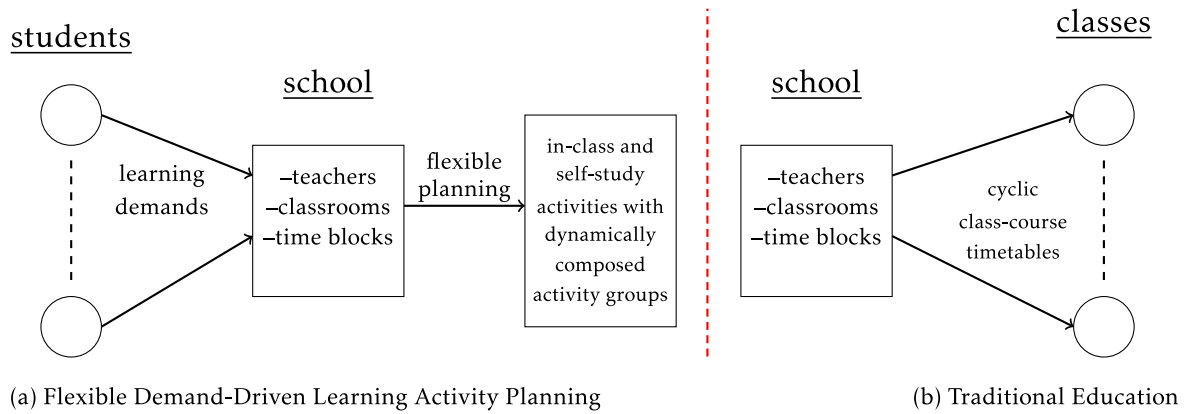 students
school
learning
demands
–teachers
–classrooms
–time blocks
flexible
planning
in-class and
self-study
activities with
dynamically
composed
activity groups
(a) Flexible Demand-Driven Learning Activity Planning
classes
school
–teachers
–classrooms
–time blocks
cyclic
class-course
timetables
(b) Traditional Education